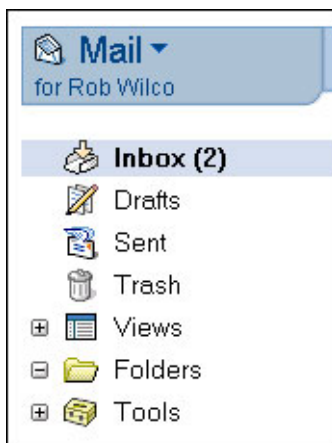 Mail
for Rob Wilco
Inbox (2)
Drafts
Sent
Trash
Views
Folders
Tools